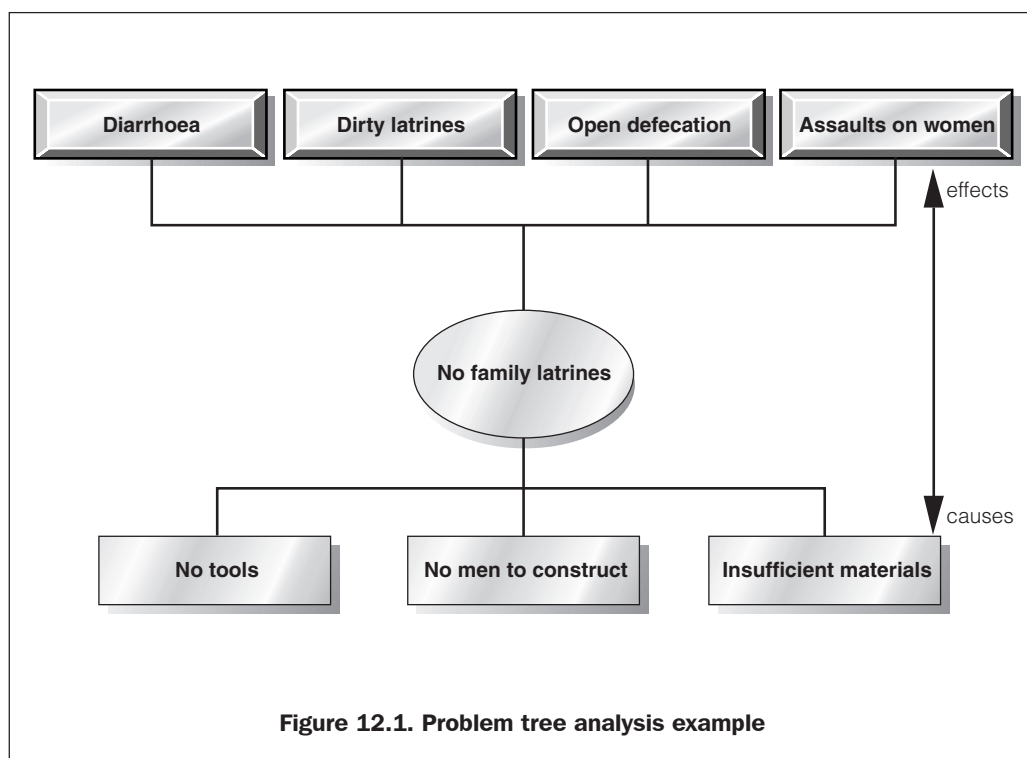 Diarrhoea
Dirty latrines
Open defecation
Assaults on women
effects
No family latrines
causes
No tools
No men to construct
Insufficient materials
Figure 12.1. Problem tree analysis example